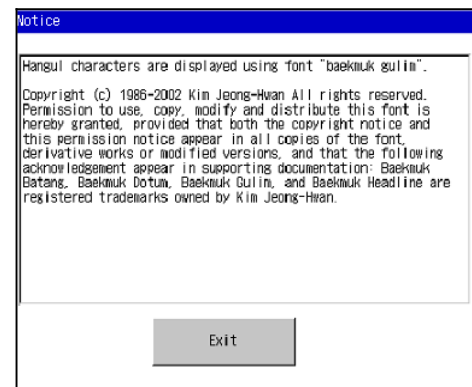 Notice
Hangul characters are displayed using font "baekmuk gulim".
Copyright (c) 1986-2002 Kim Jeong-Hwan All rights reserved.
Permission to use, copy, modify and distribute this font is
hereby granted, provided that both the copyright notice and
this permission notice appear in all copies of the font,
derivative works or modified versions, and that the following
acknowledgement appear in supporting documentation: Baekmuk
Batang, Baekmuk Dotum, Baekmuk Gulim, and Baekmuk Headline are
registered trademarks owned by Kim Jeong-Hwan.
Exit